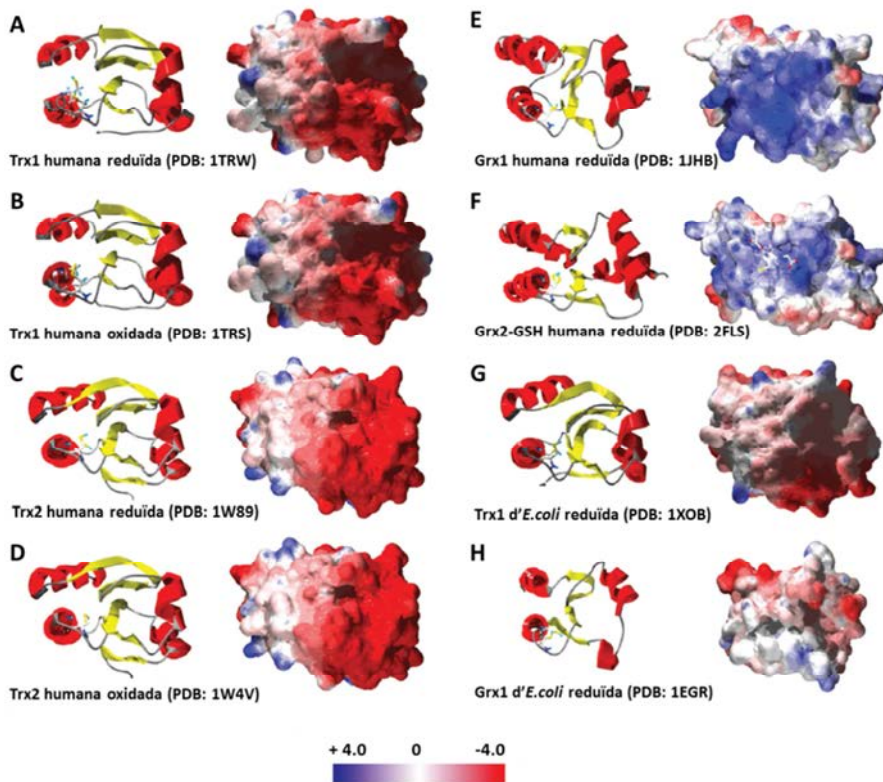 A
Trx1 humana reduïda (PDB: 1TRW)
B
Trx1 humana oxidada (PDB: 1TRS)
C
Trx2 humana reduïda (PDB: 1W89)
D
Trx2 humana oxidada (PDB: 1W4V)
E
Grx1 humana reduïda (PDB: 1JHB)
F
Grx2-GSH humana reduïda (PDB: 2FLS)
G
Trx1 d'E.coli reduïda (PDB: 1XOB)
H
Grx1 d'E.coli reduïda (PDB: 1EGR)
+ 4.0 0 -4.0